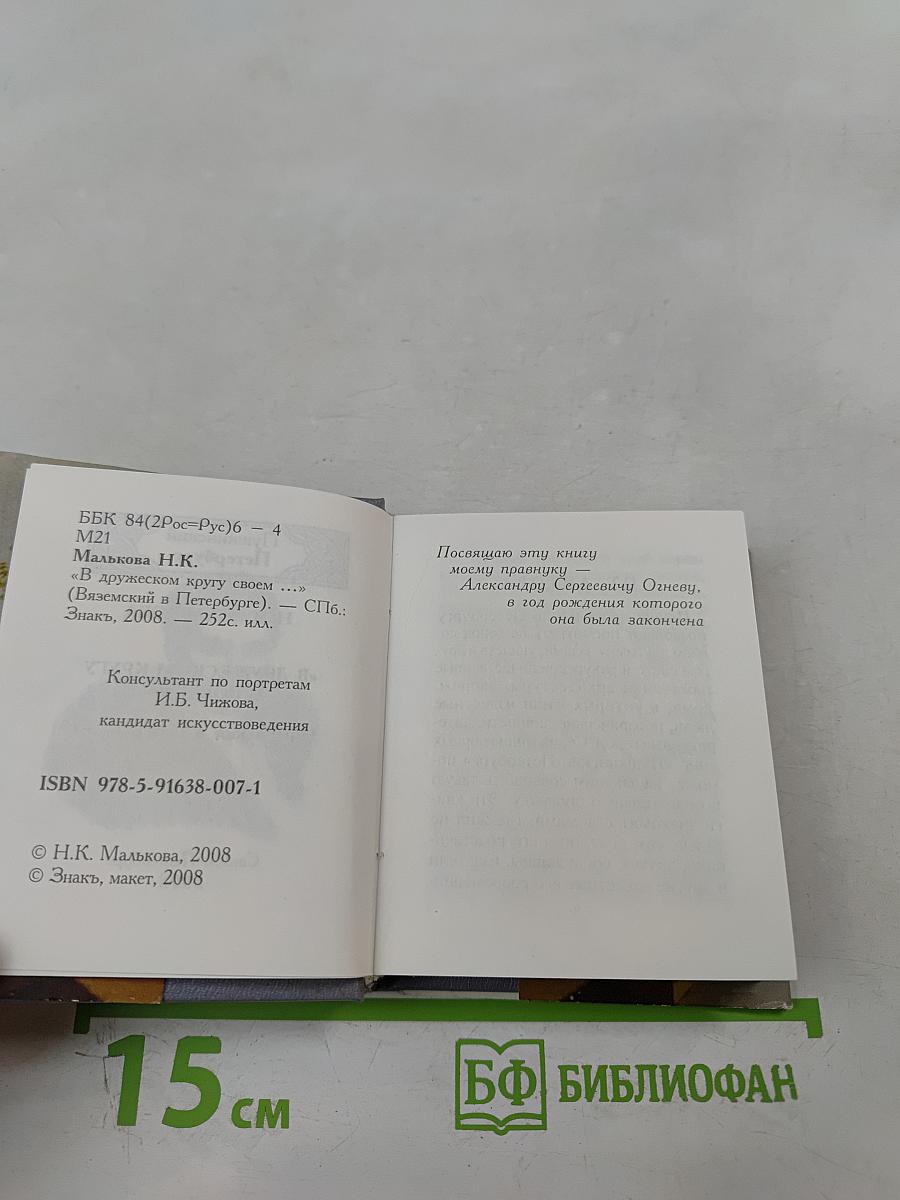 ББК 84(2Рос=Рус)6 – 4
М21
Малькова Н.К.
«В дружеском кругу своем ...»
(Вяземский в Петербурге). — СПб.:
Знакъ, 2008. — 252с. илл.
Консультант по портретам
И.Б. Чижова,
кандидат искусствоведения
ISBN 978-5-91638-007-1
© Н.К. Малькова, 2008
© Знакъ, макет, 2008
Посвящаю эту книгу
моему правнуку —
Александру Сергеевичу Огневу,
в год рождения которого
она была закончена
15 см
БФ БИБЛИОФАН